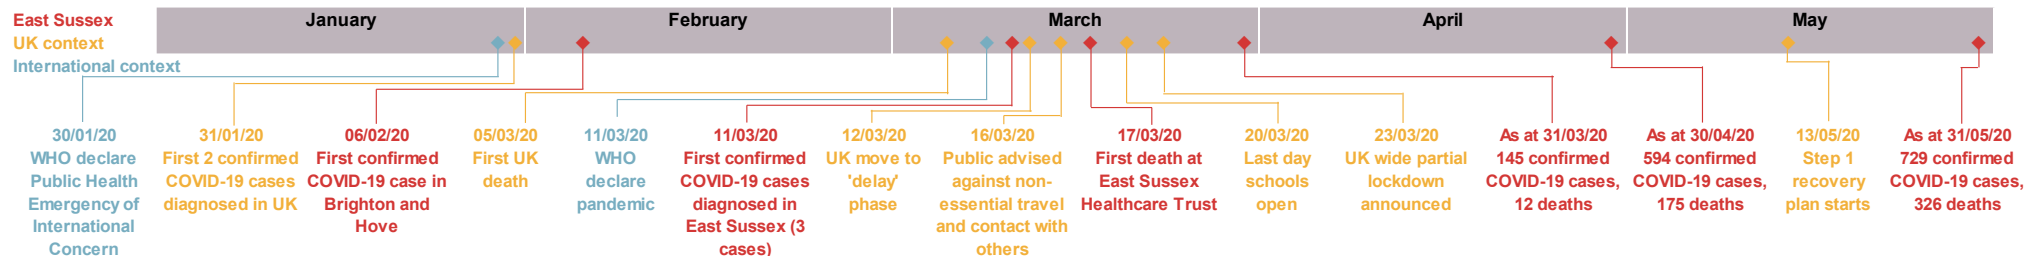 East Sussex
UK context
International context
January
February
March
April
May
30/01/20
WHO declare
Public Health
Emergency of
International
Concern
31/01/20
First 2 confirmed
COVID-19 cases
diagnosed in UK
06/02/20
First confirmed
COVID-19 case in
Brighton and
Hove
05/03/20
First UK
death
11/03/20
WHO
declare
pandemic
11/03/20
First confirmed
COVID-19 cases
diagnosed in
East Sussex (3
cases)
12/03/20
UK move to
'delay'
phase
16/03/20
Public advised
against non-
essential travel
and contact with
others
17/03/20
First death at
East Sussex
Healthcare Trust
20/03/20
Last day
schools
open
23/03/20
UK wide partial
lockdown
announced
As at 31/03/20
145 confirmed
COVID-19 cases,
12 deaths
As at 30/04/20
594 confirmed
COVID-19 cases,
175 deaths
13/05/20
Step 1
recovery
plan starts
As at 31/05/20
729 confirmed
COVID-19 cases,
326 deaths